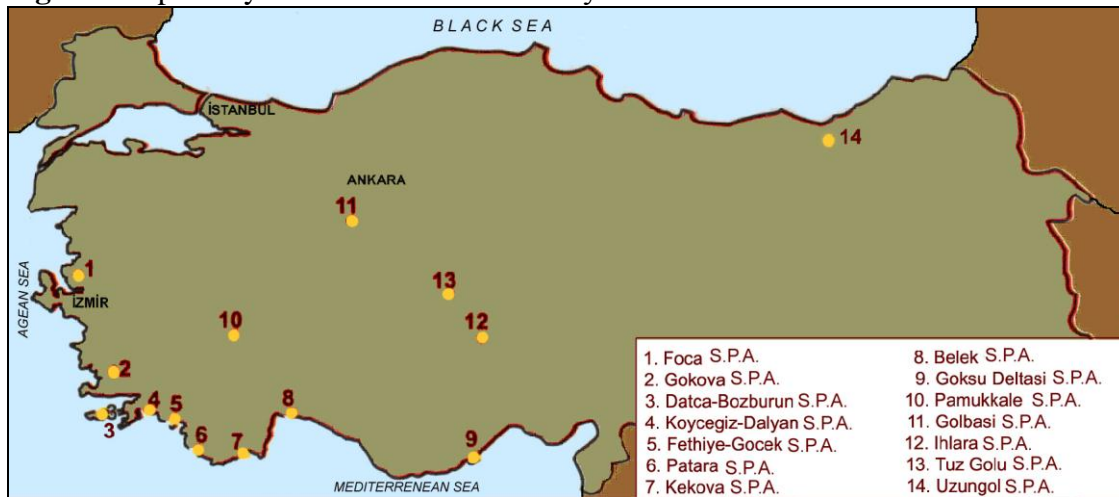 BLACK SEA
İSTANBUL
14
ANKARA
11
AGEAN SEA
1
İZMİR
13
10
12
2
3
4
5
8
6
7
9
MEDITERRENEAN SEA
1. Foca S.P.A.
2. Gokova S.P.A.
3. Datca-Bozburun S.P.A.
4. Koycegiz-Dalyan S.P.A.
5. Fethiye-Gocek S.P.A.
6. Patara S.P.A.
7. Kekova S.P.A.
8. Belek S.P.A.
9. Goksu Deltasi S.P.A.
10. Pamukkale S.P.A.
11. Golbasi S.P.A.
12. Ihlara S.P.A.
13. Tuz Golu S.P.A.
14. Uzungol S.P.A.